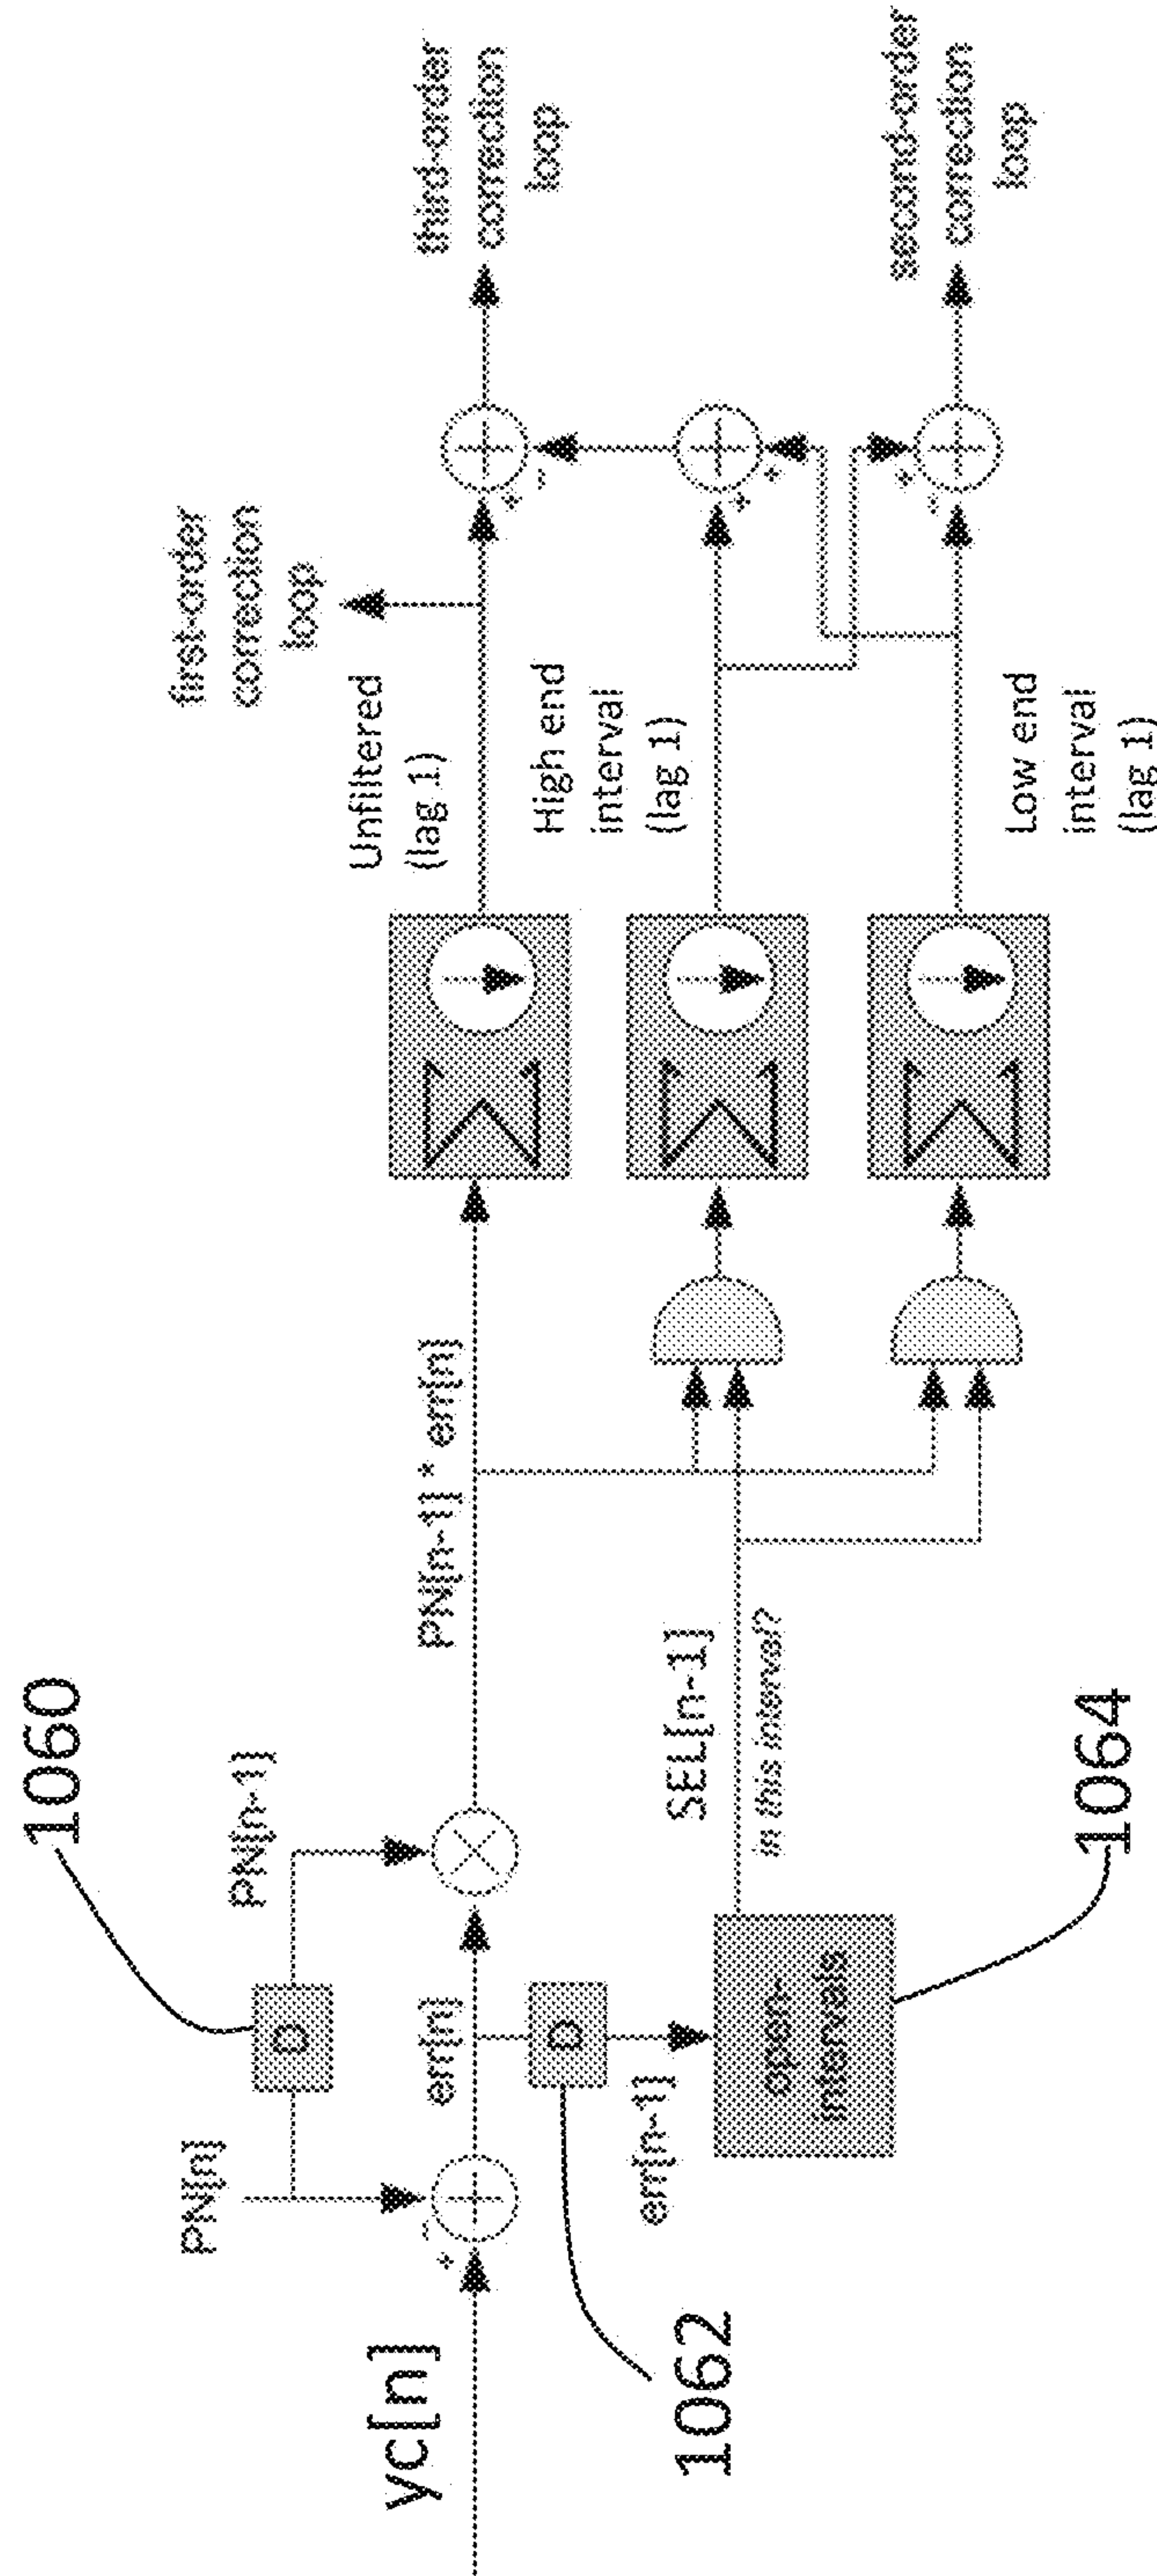 yc[n]
PN[n]
D
PN[n-1]
1060
err[n]
D
1062
err[n-1]
open-
intervals
1064
PN[n-1] * err[n]
SEL[n-1]
in this interval?
Unfiltered
(lag 1)
first-order
correction
loop
High end
interval
(lag 1)
Low end
interval
(lag 1)
+
-
+
-
+
+
+
-
third-order
correction
loop
second-order
correction
loop